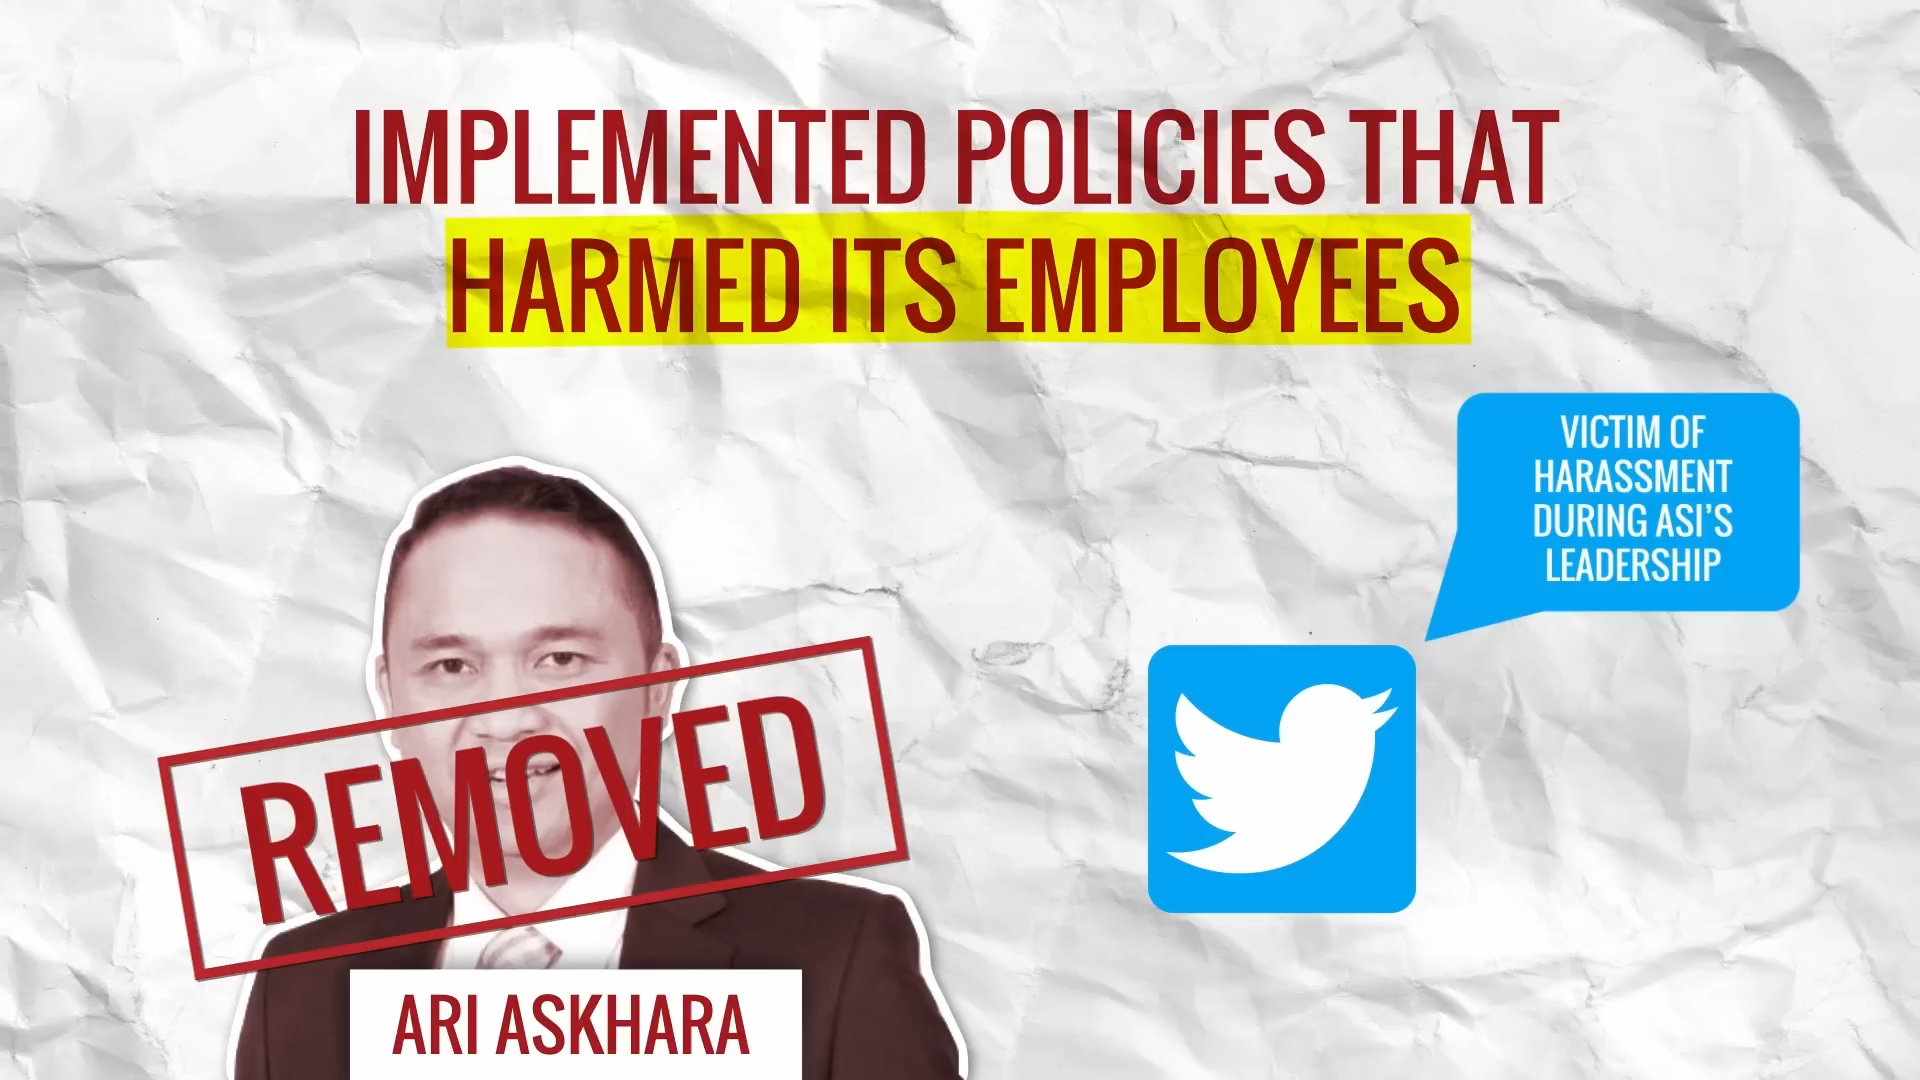 IMPLEMENTED POLICIES THAT
HARMED ITS EMPLOYEES
VICTIM OF
HARASSMENT
DURING ASI'S
LEADERSHIP
REMOVED
ARI ASKHARA